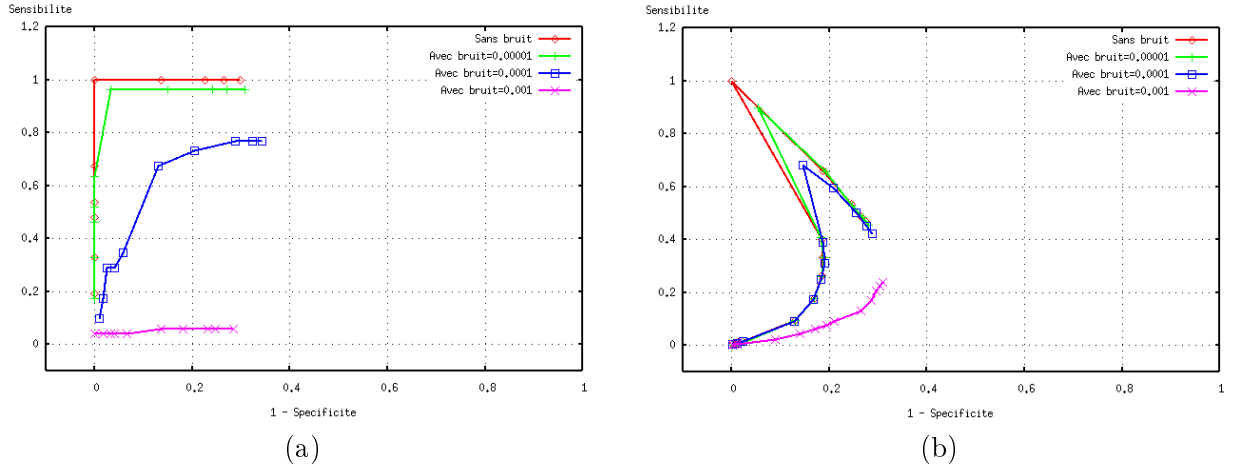 Sensibilite
1.2
1
0.8
0.6
0.4
0.2
0
0
0.2
0.4
0.6
0.8
1
1 - Specificite
Sans bruit
Avec bruit=0.00001
Avec bruit=0.0001
Avec bruit=0.001
(a)
Sensibilite
1.2
1
0.8
0.6
0.4
0.2
0
0
0.2
0.4
0.6
0.8
1
1 - Specificite
Sans bruit
Avec bruit=0.00001
Avec bruit=0.0001
Avec bruit=0.001
(b)